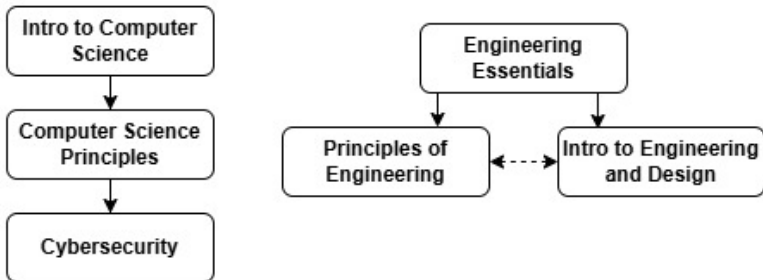 Intro to Computer
Science
Computer Science
Principles
Cybersecurity
Engineering
Essentials
Principles of
Engineering
Intro to Engineering
and Design